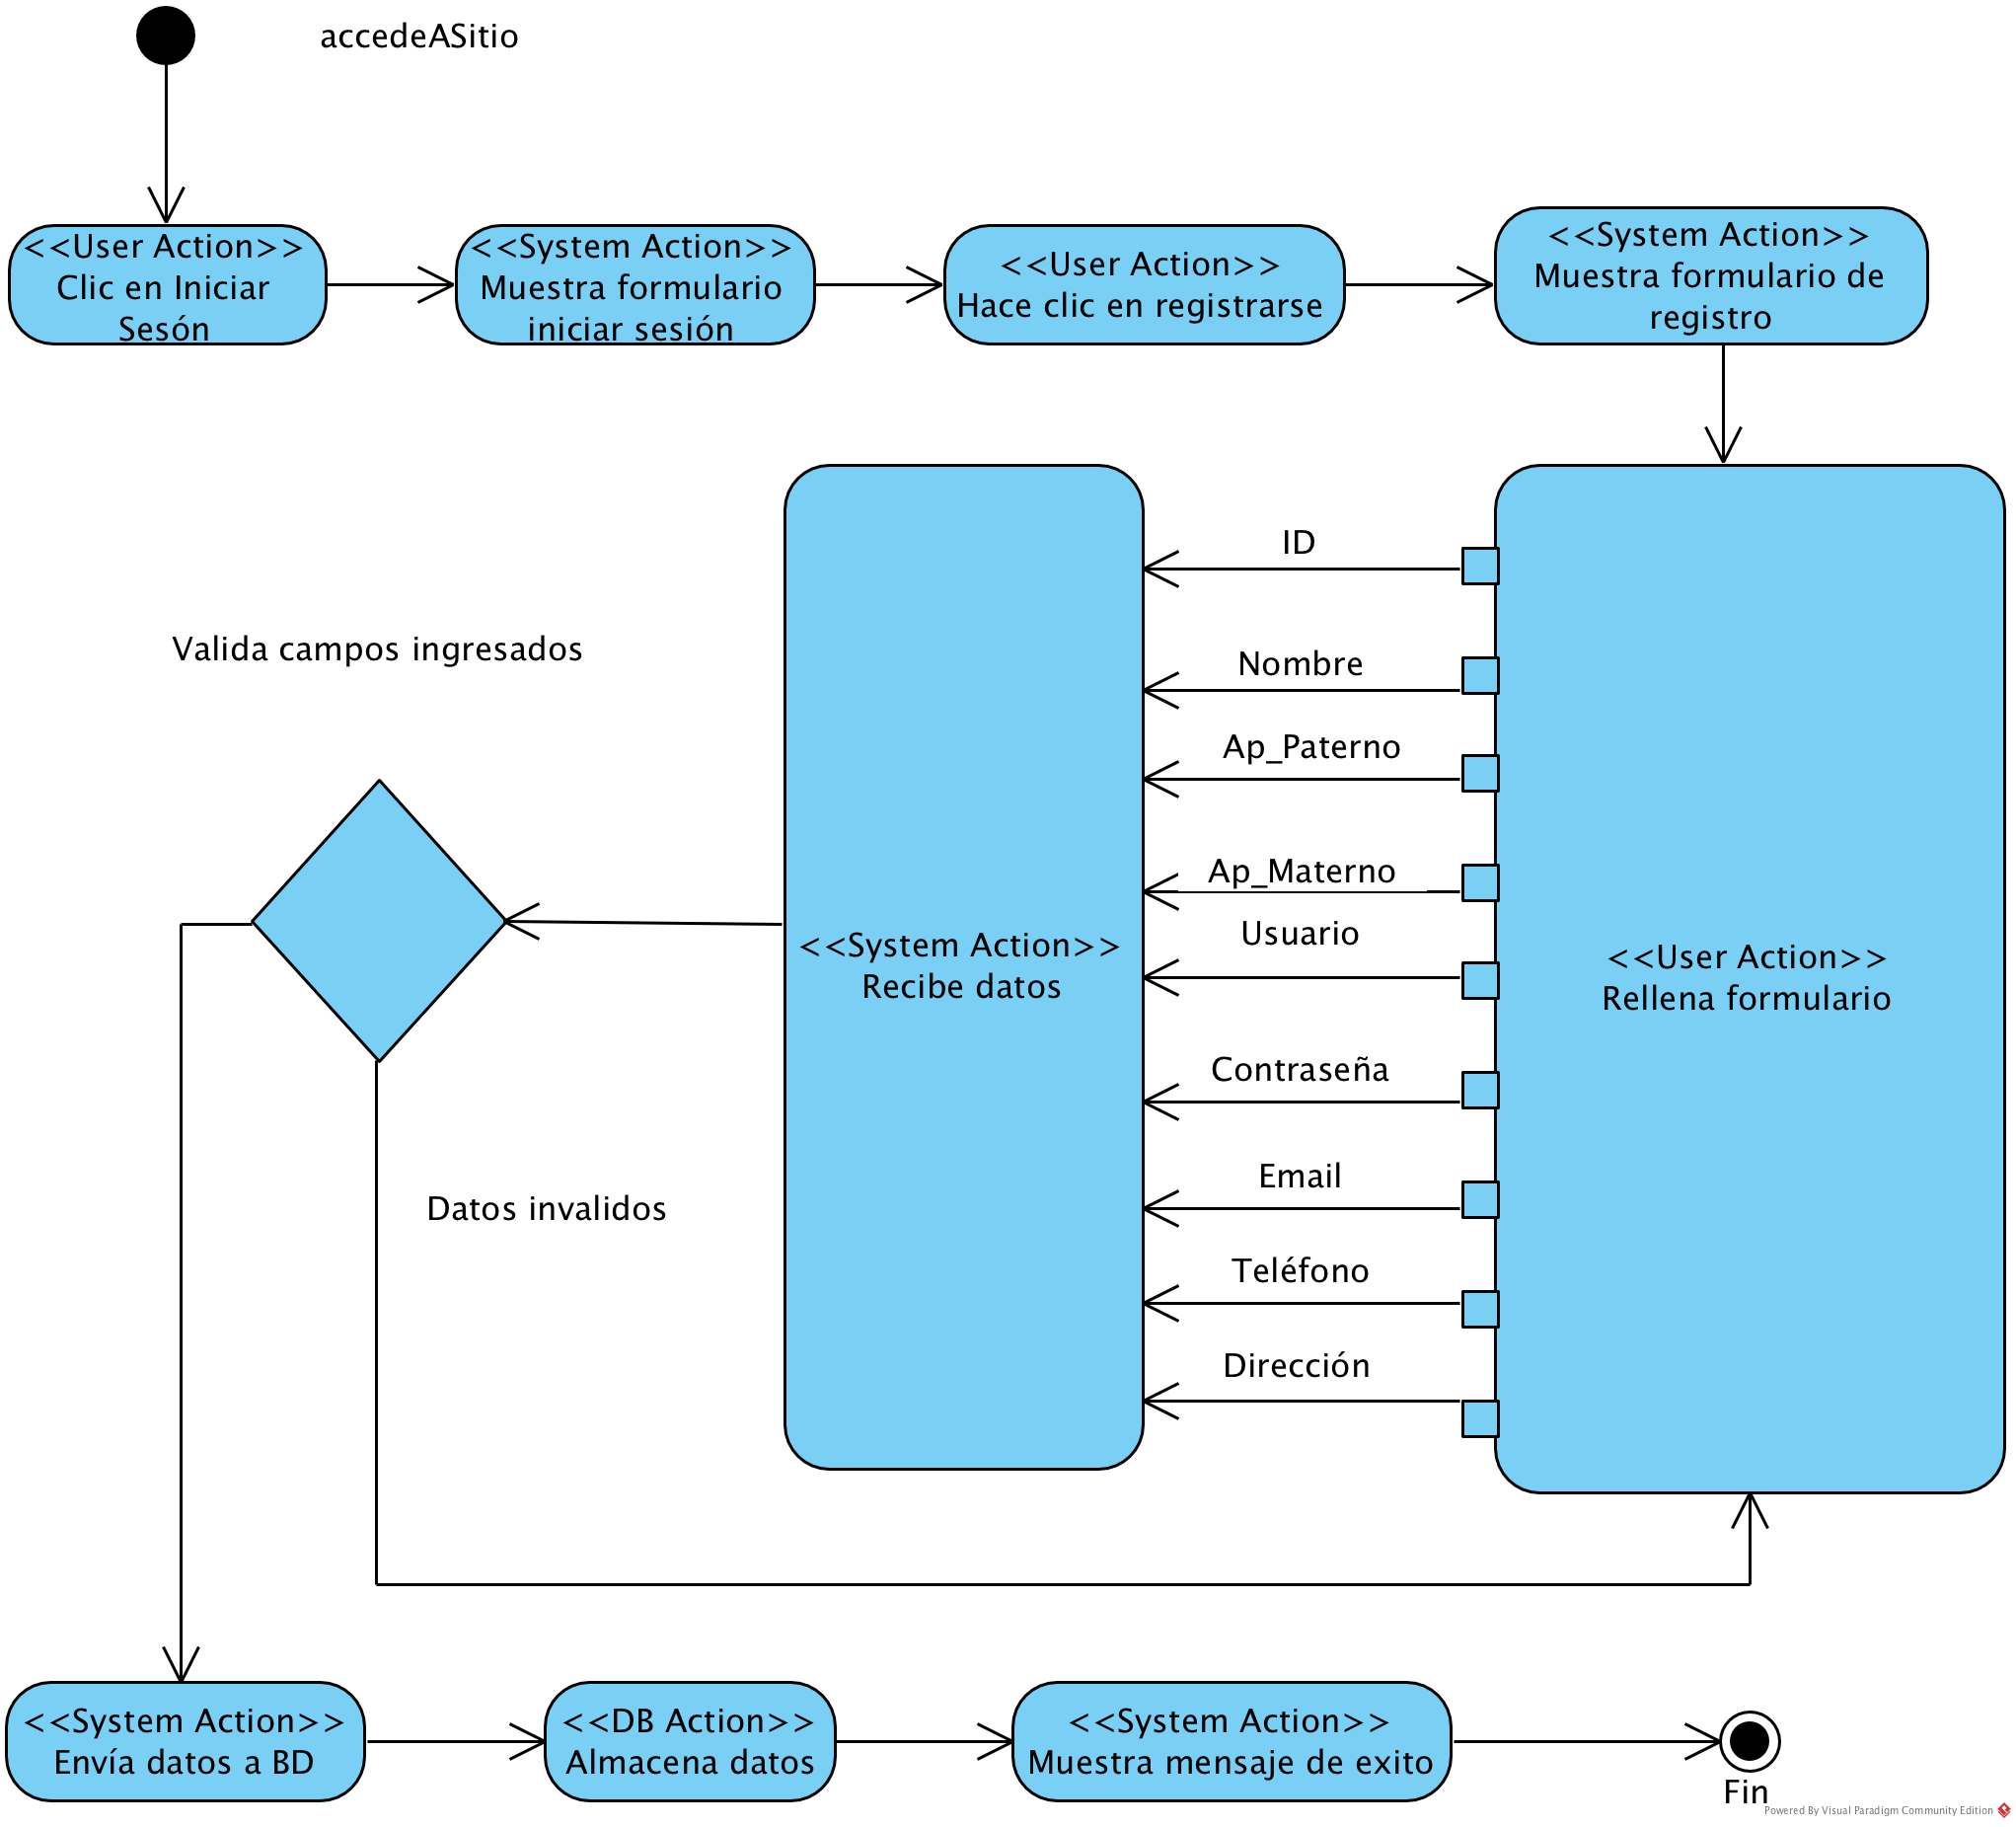 accedeASitio
<<User Action>>
Clic en Iniciar
Sesón
<<System Action>>
Muestra formulario
iniciar sesión
<<User Action>>
Hace clic en registrarse
<<System Action>>
Muestra formulario de
registro
ID
Nombre
Ap_Paterno
Ap_Materno
Usuario
Contraseña
Email
Teléfono
Dirección
<<User Action>>
Rellena formulario
<<System Action>>
Recibe datos
Valida campos ingresados
Datos invalidos
<<System Action>>
Envía datos a BD
<<DB Action>>
Almacena datos
<<System Action>>
Muestra mensaje de exito
Fin
Powered By Visual Paradigm Community Edition